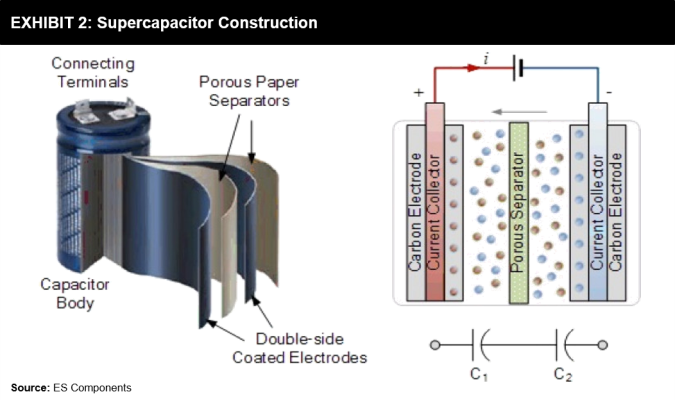 EXHIBIT 2: Supercapacitor Construction
Connecting
Terminals
Porous Paper
Separators
Capacitor
Body
Double-side
Coated Electrodes
i
+
-
Carbon Electrode
Current Collector
Porous Separator
Current Collector
Carbon Electrode
C1
C2
Source: ES Components